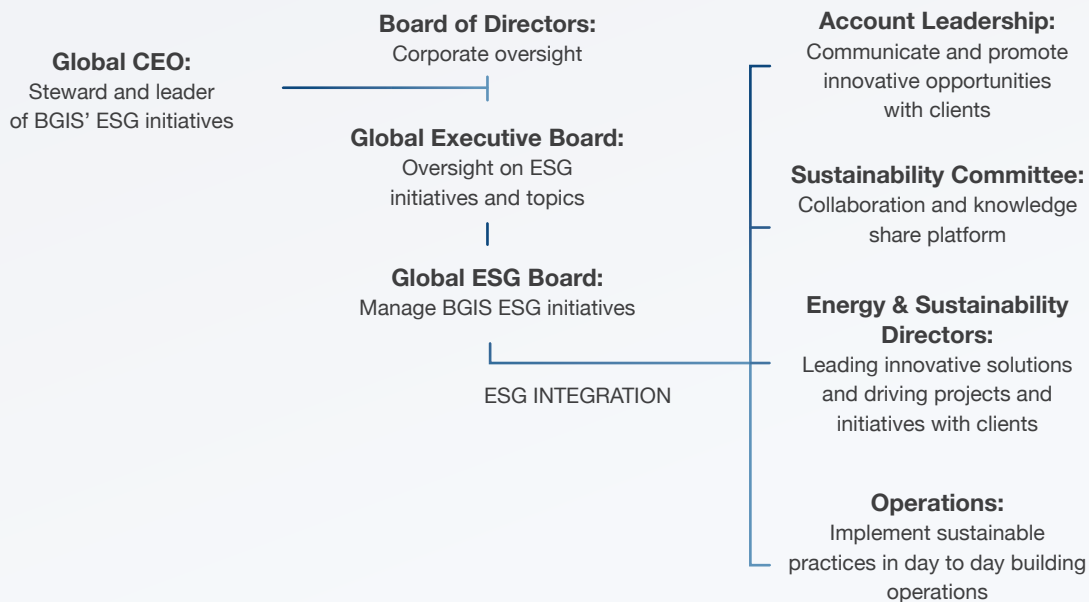 Global CEO:
Steward and leader
of BGIS' ESG initiatives
Board of Directors:
Corporate oversight
Global Executive Board:
Oversight on ESG
initiatives and topics
Global ESG Board:
Manage BGIS ESG initiatives
ESG INTEGRATION
Account Leadership:
Communicate and promote
innovative opportunities
with clients
Sustainability Committee:
Collaboration and knowledge
share platform
Energy & Sustainability
Directors:
Leading innovative solutions
and driving projects and
initiatives with clients
Operations:
Implement sustainable
practices in day to day building
operations